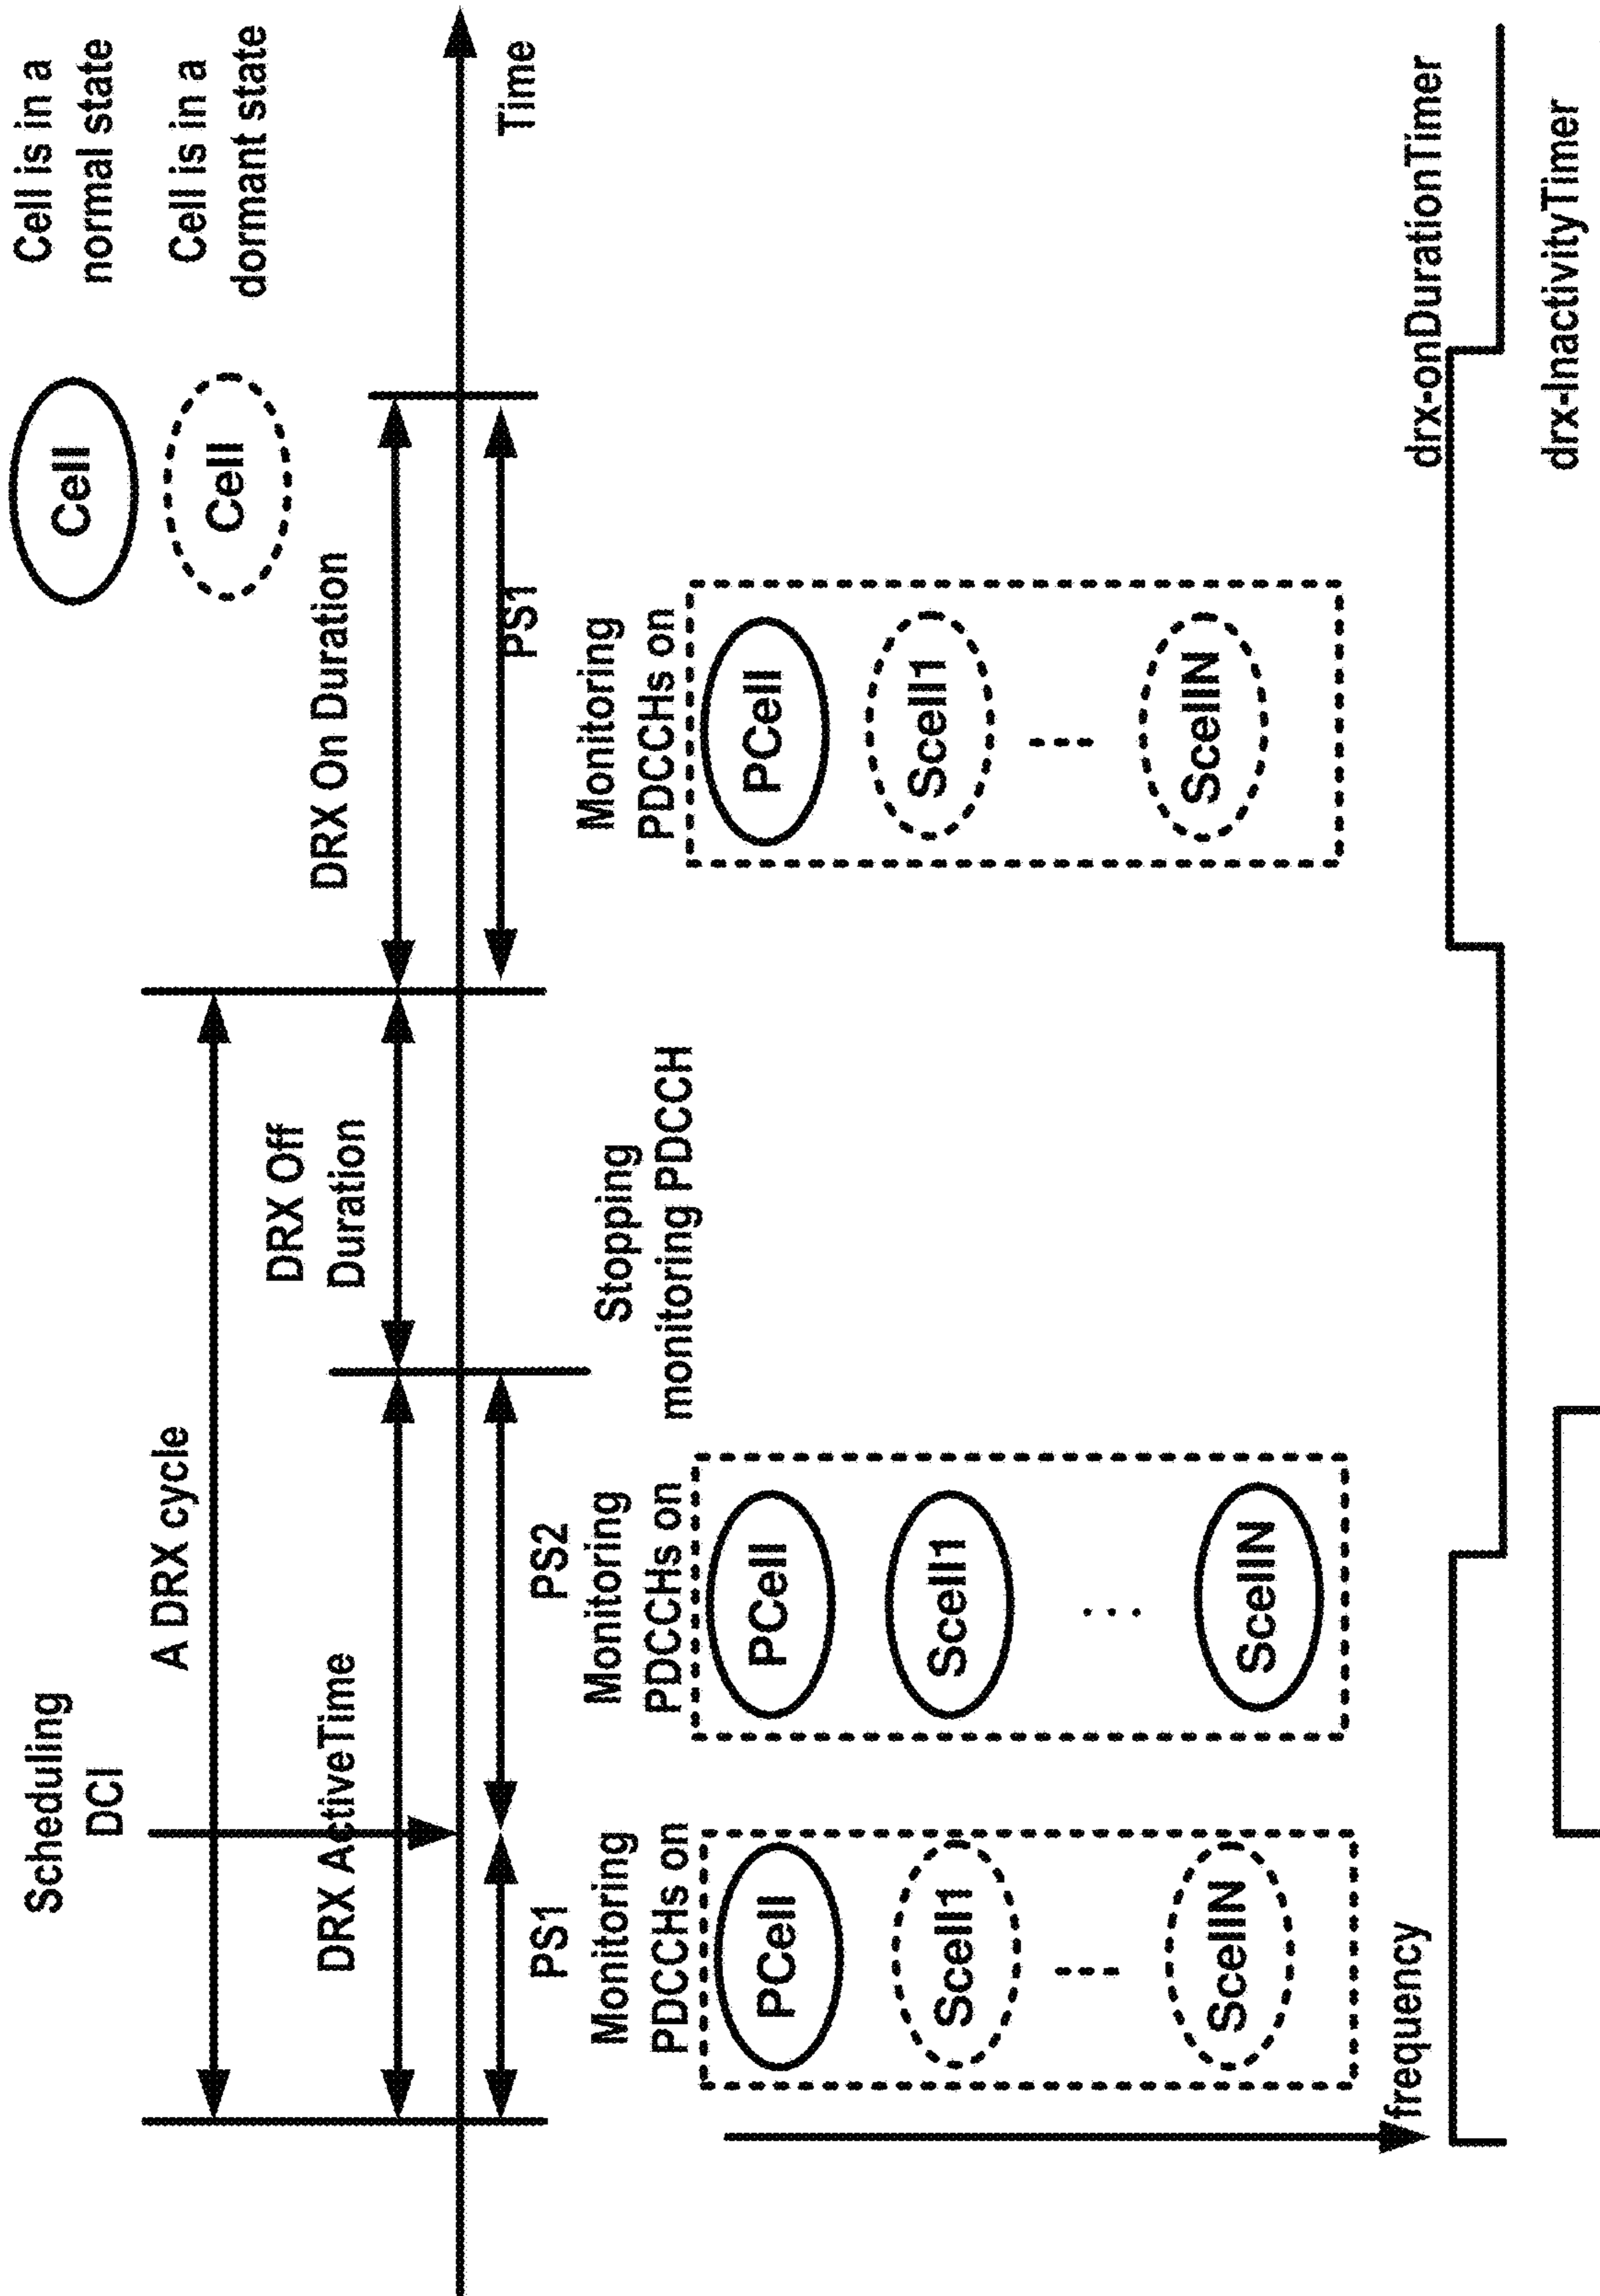 Cell
Cell is in a
normal state
Cell
Cell is in a
dormant state
Scheduling
DCI
A DRX cycle
DRX ActiveTime
DRX Off
Duration
DRX On Duration
Time
PS1
PS2
PS1
Monitoring
PDCCHs on
PCell
Scell1
...
ScellN
Monitoring
PDCCHs on
PCell
Scell1
...
ScellN
Stopping
monitoring PDCCH
Monitoring
PDCCHs on
PCell
Scell1
...
ScellN
frequency
drx-onDurationTimer
drx-InactivityTimer